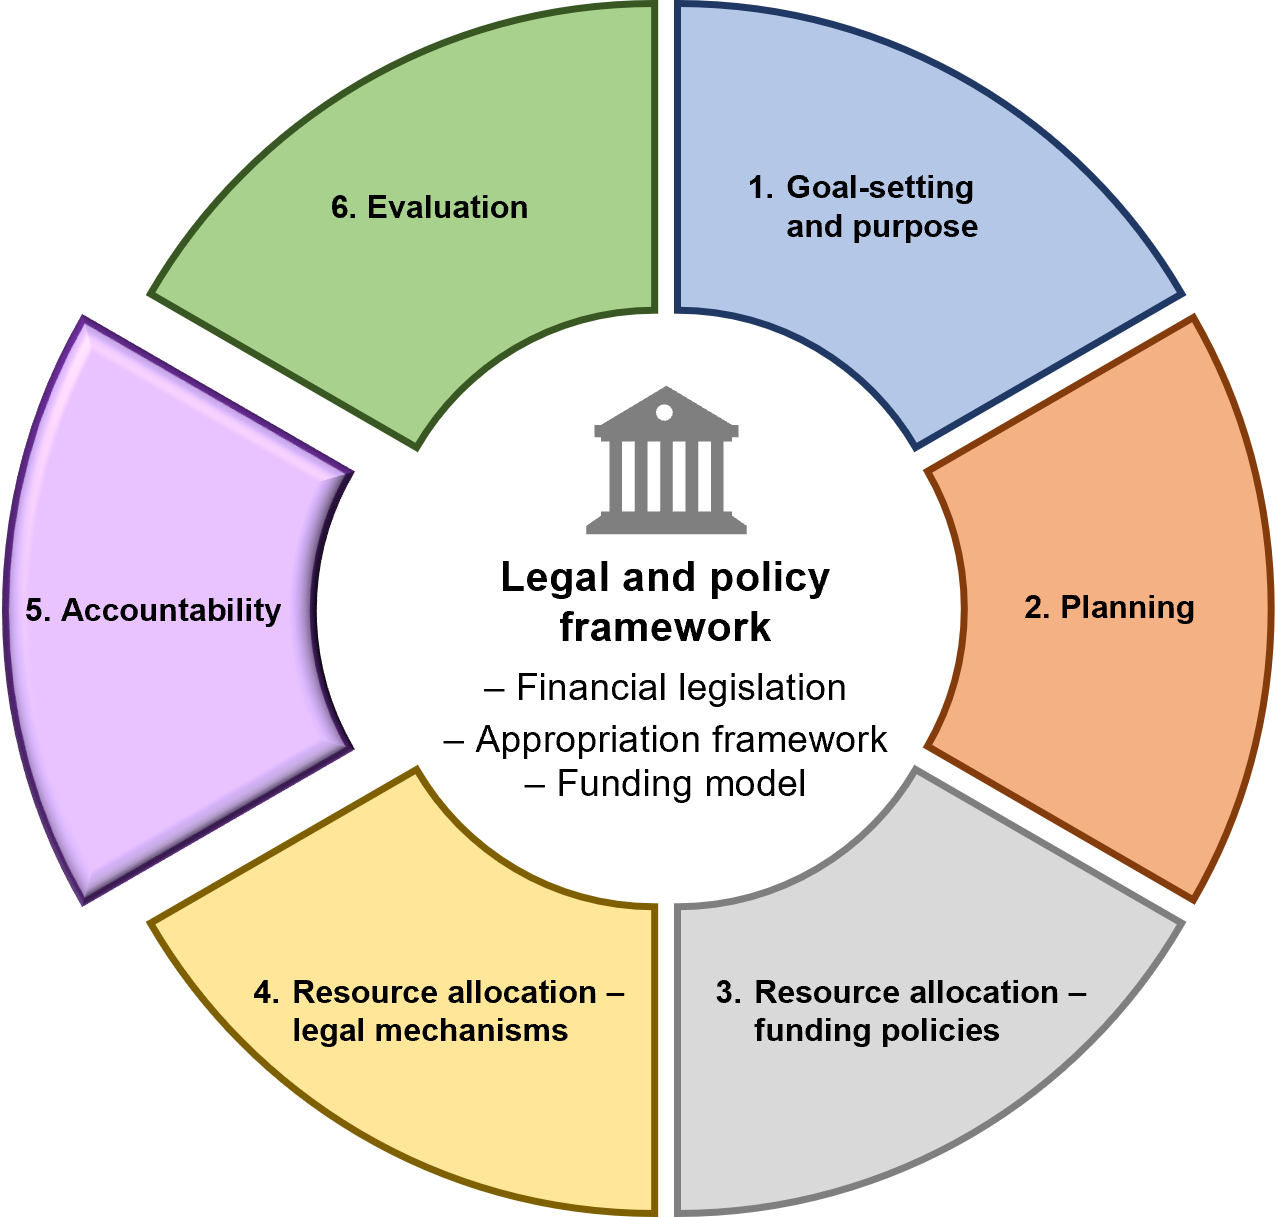 1. Goal-setting
and purpose
2. Planning
3. Resource allocation –
funding policies
4. Resource allocation –
legal mechanisms
5. Accountability
6. Evaluation
Legal and policy
framework
– Financial legislation
– Appropriation framework
– Funding model